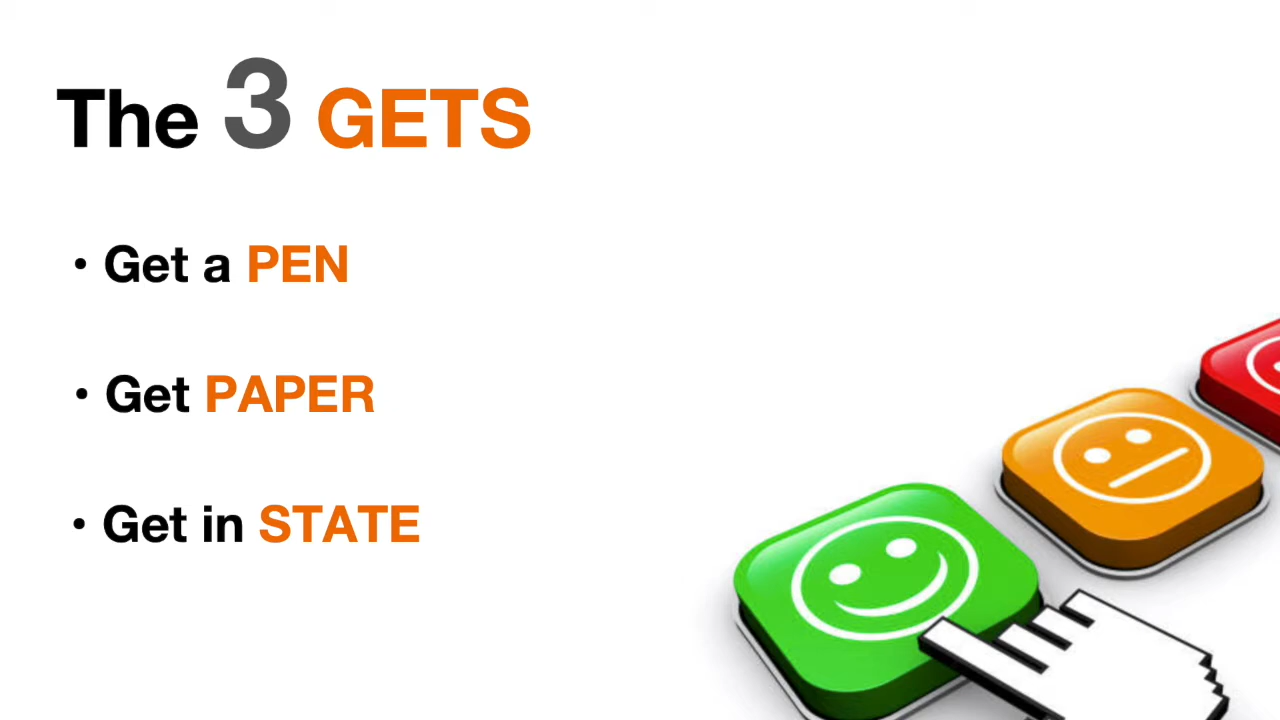 The 3 GETS
• Get a PEN
• Get PAPER
• Get in STATE